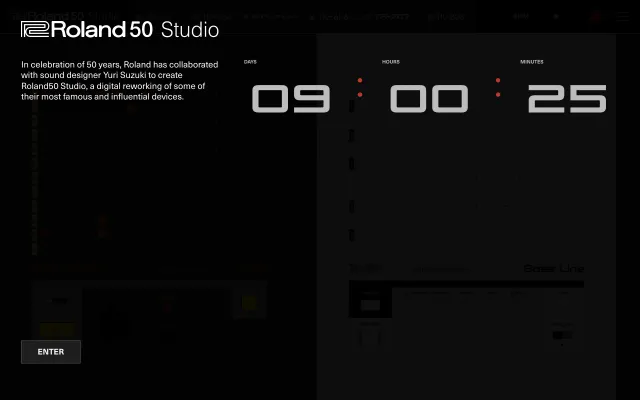 Roland 50 Studio
In celebration of 50 years, Roland has collaborated
with sound designer Yuri Suzuki to create
Roland50 Studio, a digital reworking of some of
their most famous and influential devices.
DAYS
HOURS
MINUTES
09 : 00 : 25
Bass Line
ENTER